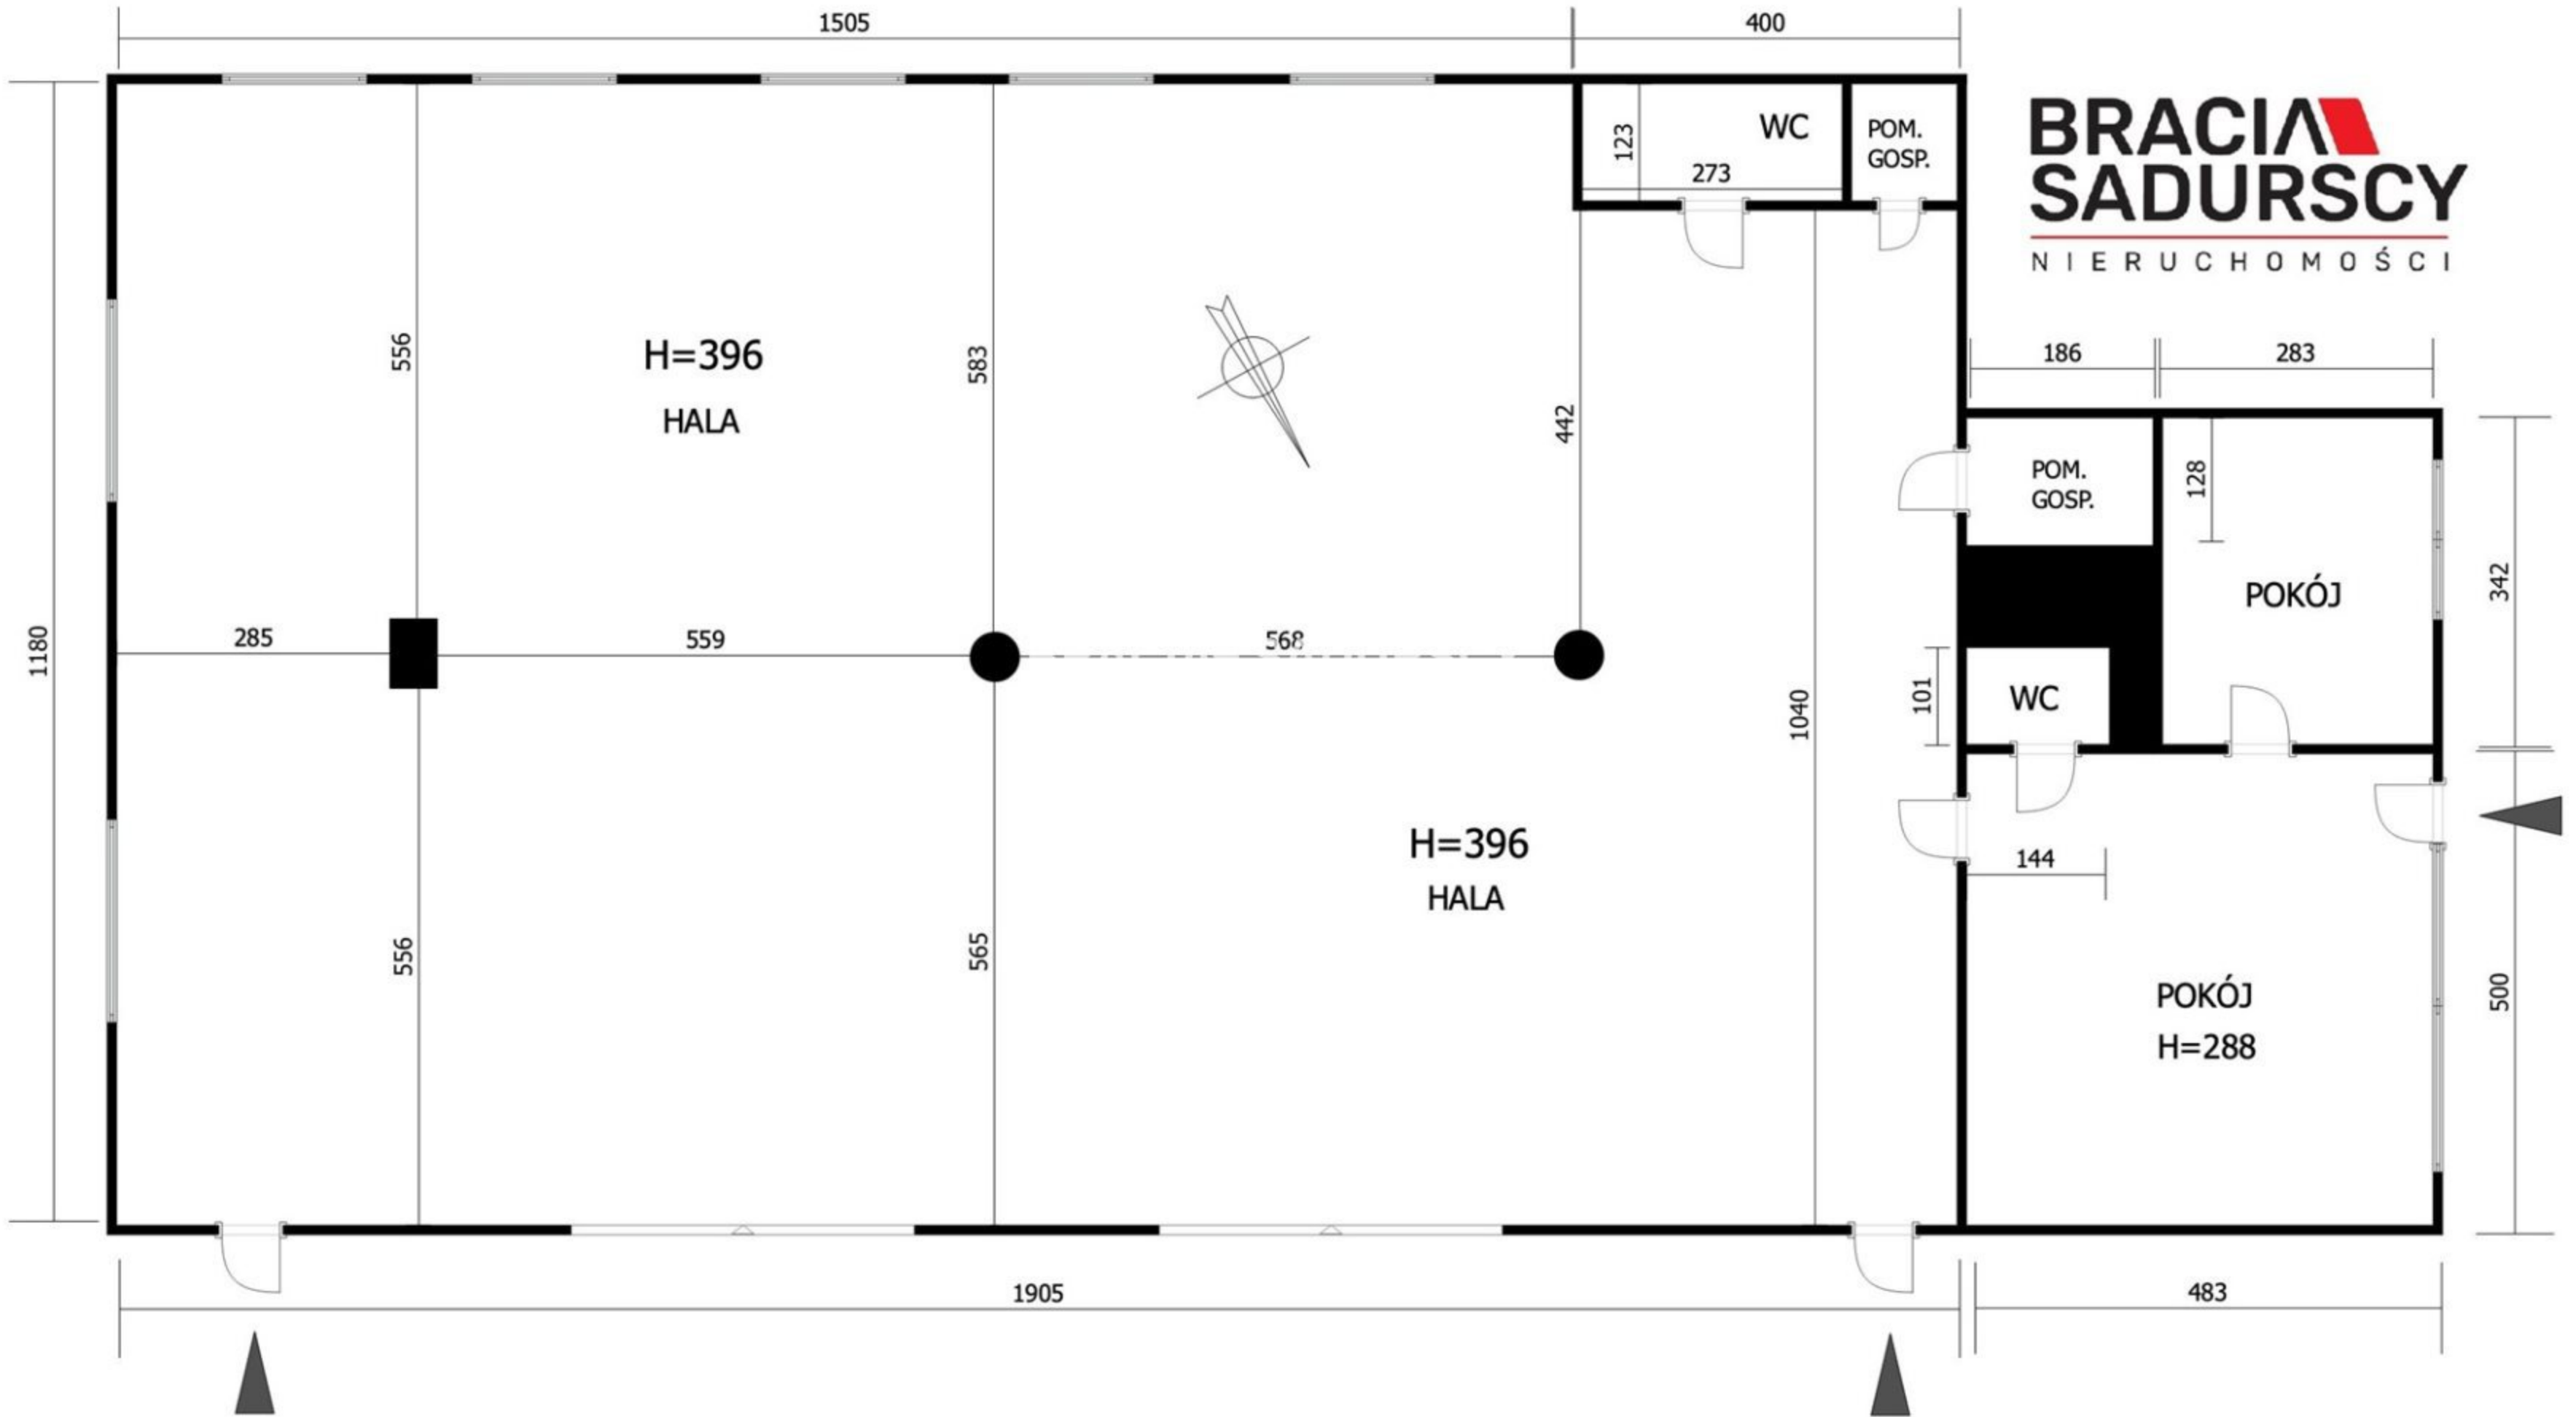 1505
400
BRACIA
SADURSCY
NIERUCHOMOŚCI
WC
123
273
POM.
GOSP.
556
H=396
HALA
583
442
186
283
POM.
GOSP.
128
POKÓJ
342
1180
285
559
568
1040
101
WC
144
H=396
HALA
556
565
POKÓJ
H=288
500
1905
483